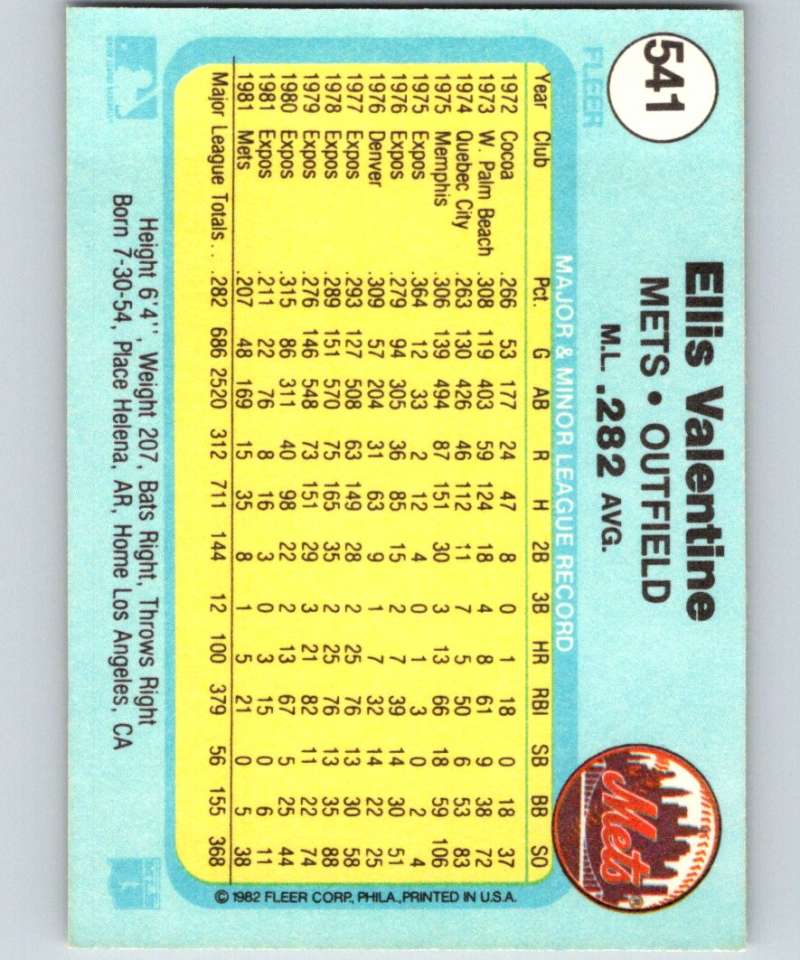 541
FLEER
Ellis Valentine
METS • OUTFIELD
M.L. .282 AVG.
Mets
MAJOR & MINOR LEAGUE RECORD
Year Club Pct. G AB R H 2B 3B HR RBI SB BB SO
1972 Cocoa .266 53 177 24 47 8 0 1 18 0 18 37
1973 W. Palm Beach .308 119 403 59 124 18 4 8 61 9 38 72
1974 Quebec City .263 130 426 46 112 11 7 5 50 6 53 83
1975 Memphis .306 139 494 87 151 30 3 13 66 18 59 106
1975 Expos .364 12 33 2 12 4 0 1 3 0 2 4
1976 Expos .279 94 305 36 85 15 2 7 39 14 30 51
1976 Denver .309 57 204 31 63 9 1 7 32 14 22 25
1977 Expos .293 127 508 63 149 28 2 25 76 13 30 58
1978 Expos .289 151 570 75 165 35 2 25 76 13 35 88
1979 Expos .276 146 548 73 151 29 3 21 82 11 22 74
1980 Expos .315 86 311 40 98 22 2 13 67 5 25 44
1981 Expos .211 22 76 8 16 3 0 3 15 0 6 11
1981 Mets .207 48 169 15 35 8 1 5 21 0 5 38
Major League Totals . . .282 686 2520 312 711 144 12 100 379 56 155 368
© 1982 FLEER CORP., PHILA., PRINTED IN U.S.A.
Height 6'4'', Weight 207, Bats Right, Throws Right
Born 7-30-54, Place Helena, AR, Home Los Angeles, CA